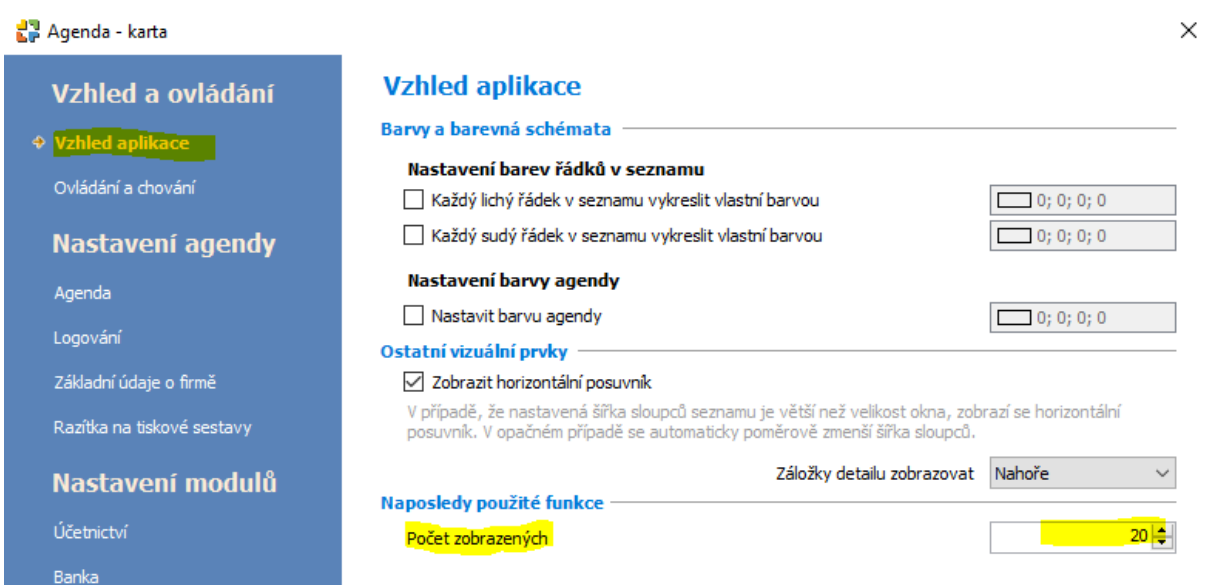 Agenda - karta
Vzhled a ovládání
Vzhled aplikace
Ovládání a chování
Nastavení agendy
Agenda
Logování
Základní údaje o firmě
Razítka na tiskové sestavy
Nastavení modulů
Účetnictví
Banka
Vzhled aplikace
Barvy a barevná schémata
Nastavení barev řádků v seznamu
Každý lichý řádek v seznamu vykreslit vlastní barvou 0; 0; 0; 0
Každý sudý řádek v seznamu vykreslit vlastní barvou 0; 0; 0; 0
Nastavení barvy agendy
Nastavit barvu agendy 0; 0; 0; 0
Ostatní vizuální prvky
Zobrazit horizontální posuvník
V případě, že nastavená šířka sloupců seznamu je větší než velikost okna, zobrazí se horizontální
posuvník. V opačném případě se automaticky poměrově zmenší šířka sloupců.
Záložky detailu zobrazovat Nahoře
Naposledy použité funkce
Počet zobrazených 20